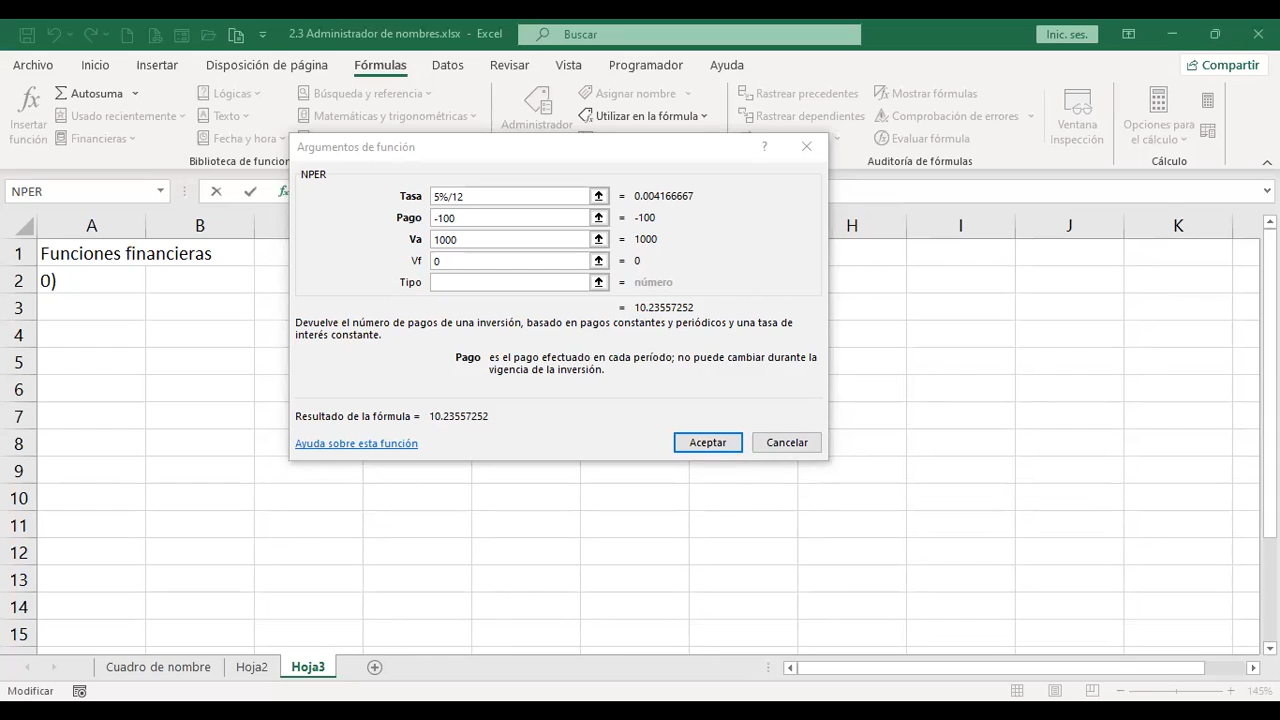 2.3 Administrador de nombres.xlsx - Excel
Buscar
Inic. ses.
Archivo Inicio Insertar Disposición de página Fórmulas Datos Revisar Vista Programador Ayuda
Compartir
Insertar función
Autosuma
Usado recientemente
Financieras
Lógicas
Texto
Fecha y hora
Búsqueda y referencia
Matemáticas y trigonométricas
Administrador
Asignar nombre
Utilizar en la fórmula
Rastrear precedentes
Rastrear dependientes
Mostrar fórmulas
Comprobación de errores
Evaluar fórmula
Ventana Inspección
Opciones para el cálculo
Biblioteca de funcion
Auditoría de fórmulas
Cálculo
NPER
fx
Argumentos de función
?
NPER
Tasa 5%/12 = 0.004166667
Pago -100 = -100
Va 1000 = 1000
Vf 0 = 0
Tipo = número
= 10.23557252
Devuelve el número de pagos de una inversión, basado en pagos constantes y periódicos y una tasa de
interés constante.
Pago es el pago efectuado en cada período; no puede cambiar durante la
vigencia de la inversión.
Resultado de la fórmula = 10.23557252
Ayuda sobre esta función
Aceptar
Cancelar
A B H I J K
1 Funciones financieras
2 0)
3
4
5
6
7
8
9
10
11
12
13
14
15
Cuadro de nombre Hoja2 Hoja3
Modificar
145%